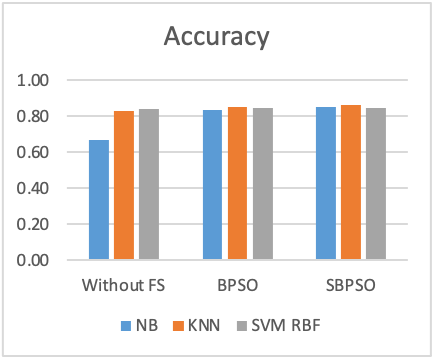 Accuracy
1.00
0.80
0.60
0.40
0.20
0.00
Without FS BPSO SBPSO
NB KNN SVM RBF